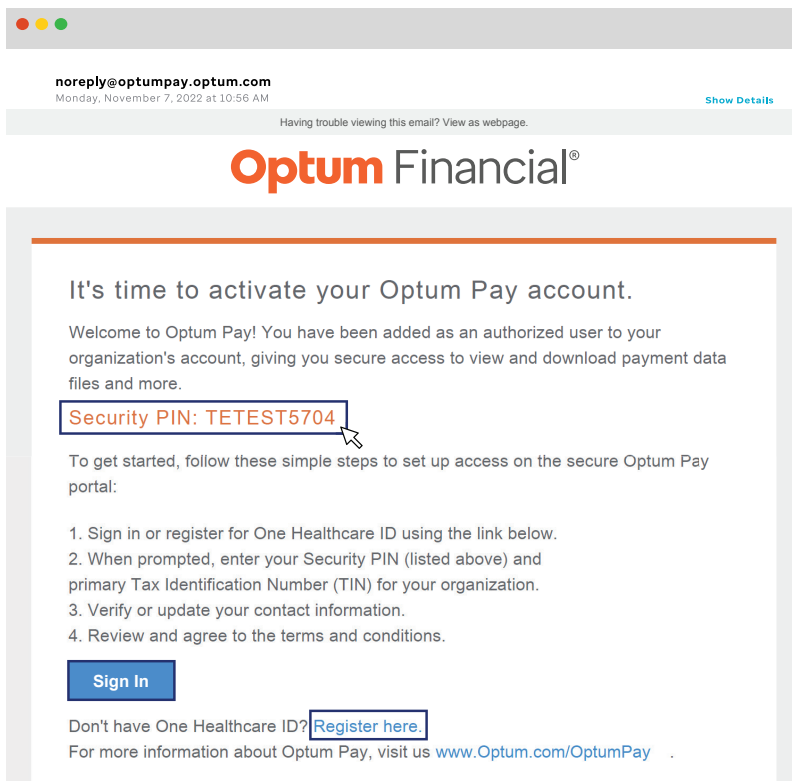 noreply@optumpay.optum.com
Monday, November 7, 2022 at 10:56 AM
Show Details
Having trouble viewing this email? View as webpage.
Optum Financial®
It's time to activate your Optum Pay account.
Welcome to Optum Pay! You have been added as an authorized user to your
organization's account, giving you secure access to view and download payment data
files and more.
Security PIN: TETEST5704
To get started, follow these simple steps to set up access on the secure Optum Pay
portal:
1. Sign in or register for One Healthcare ID using the link below.
2. When prompted, enter your Security PIN (listed above) and
primary Tax Identification Number (TIN) for your organization.
3. Verify or update your contact information.
4. Review and agree to the terms and conditions.
Sign In
Don't have One Healthcare ID? Register here.
For more information about Optum Pay, visit us www.Optum.com/OptumPay .